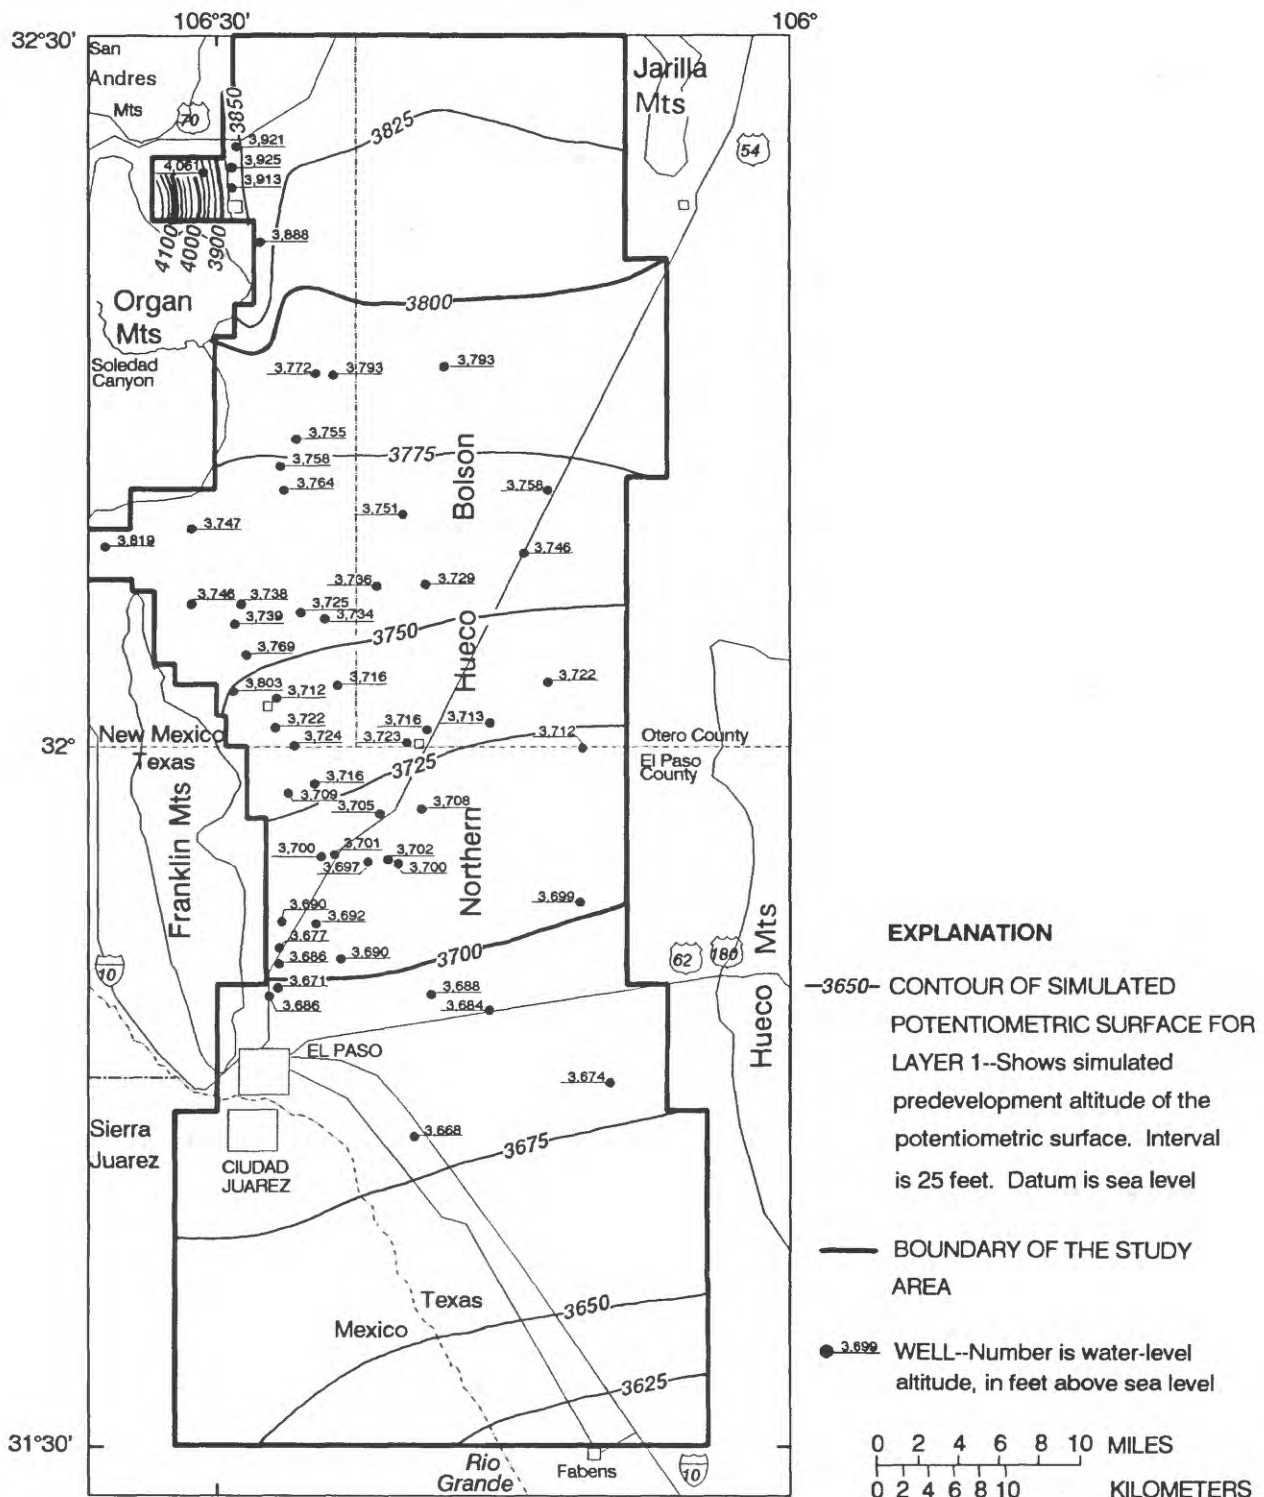 106°30'
106°
32°30'
San
Andres
Mts
70
3850
Jarilla
Mts
3825
54
3,921
4,061
3,925
3,913
4100
4000
3900
3,888
Organ
Mts
3800
Soledad
Canyon
3,772
3,793
3,793
3,755
3775
3,758
3,764
Bolson
3,758
3,751
3,747
3,819
3,746
3,736
3,729
3,746
3,738
3,725
3,739
3,734
3750
Hueco
3,769
3,803
3,716
3,722
3,712
3,722
3,716
3,713
32°
New Mexico
Texas
3,724
3,723
3,712
Otero County
El Paso
County
3725
3,716
3,709
3,705
3,708
Northern
Franklin Mts
3,700
3,701
3,697
3,702
3,700
3,699
3,690
3,692
3,677
3,686
3,690
3700
62
180
Hueco Mts
10
3,671
3,686
3,688
3,684
EL PASO
3,674
Sierra
Juarez
3,668
3675
CIUDAD
JUAREZ
Texas
Mexico
3650
3625
31°30'
Rio
Grande
Fabens
10
EXPLANATION
3650 CONTOUR OF SIMULATED
POTENTIOMETRIC SURFACE FOR
LAYER 1--Shows simulated
predevelopment altitude of the
potentiometric surface. Interval
is 25 feet. Datum is sea level
BOUNDARY OF THE STUDY
AREA
3,699 WELL--Number is water-level
altitude, in feet above sea level
0 2 4 6 8 10 MILES
0 2 4 6 8 10 KILOMETERS